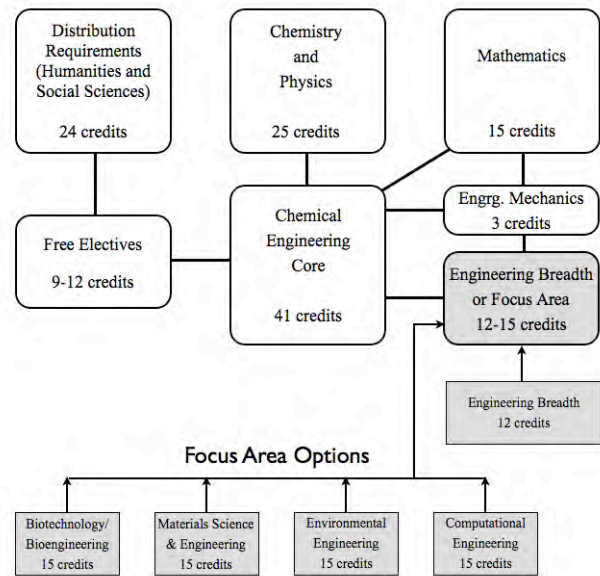 Distribution
Requirements
(Humanities and
Social Sciences)
24 credits
Chemistry
and
Physics
25 credits
Mathematics
15 credits
Free Electives
9-12 credits
Chemical
Engineering
Core
41 credits
Engrg. Mechanics
3 credits
Engineering Breadth
or Focus Area
12-15 credits
Engineering Breadth
12 credits
Focus Area Options
Biotechnology/
Bioengineering
15 credits
Materials Science
& Engineering
15 credits
Environmental
Engineering
15 credits
Computational
Engineering
15 credits